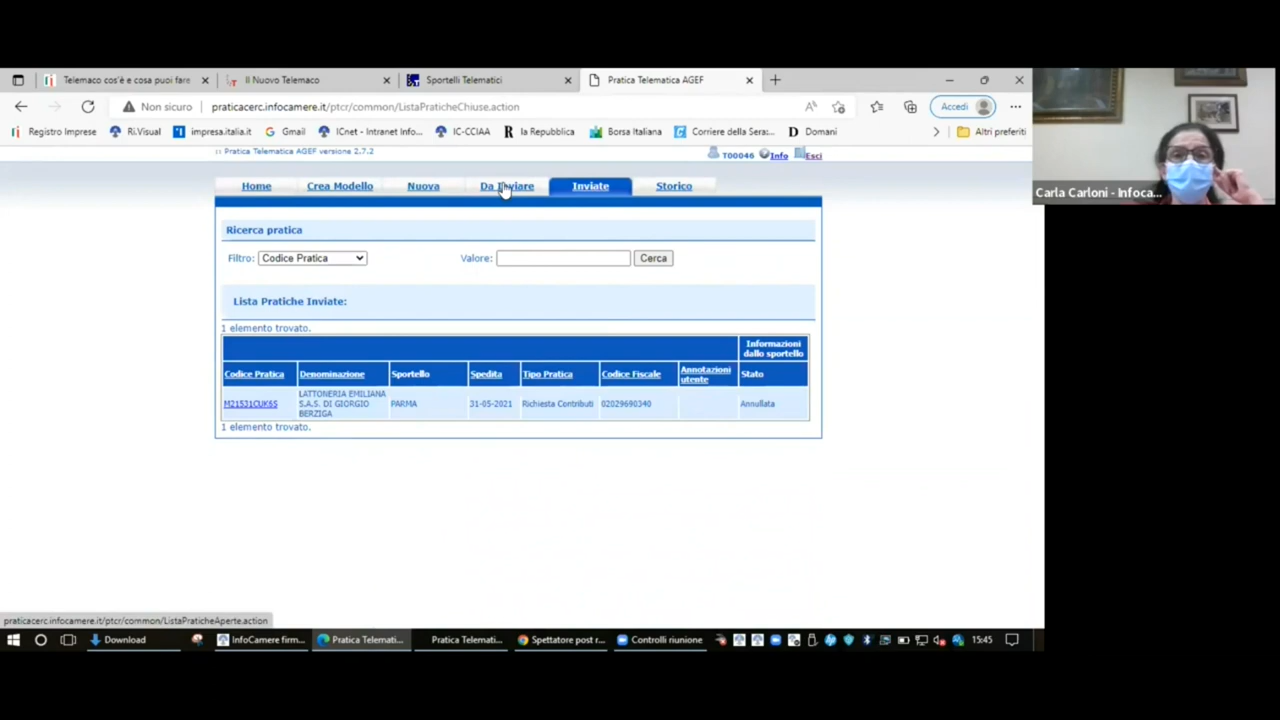 Telemaco cos'è e cosa puoi fare
Il Nuovo Telemaco
Sportelli Telematici
Pratica Telematica AGEF
Non sicuro
praticacerc.infocamere.it/ptcr/common/ListaPraticheChiuse.action
Accedi
Registro Imprese
Ri.Visual
impresa.italia.it
Gmail
ICnet - Intranet Info...
IC-CCIAA
la Repubblica
Borsa Italiana
Corriere della Sera:...
Domani
Altri preferiti
:: Pratica Telematica AGEF versione 2.7.2
T00046 Info Esci
Carla Carloni - Infoca...
Home
Crea Modello
Nuova
Da Inviare
Inviate
Storico
Ricerca pratica
Filtro: Codice Pratica
Valore:
Cerca
Lista Pratiche Inviate:
1 elemento trovato.
Informazioni
dallo sportello
Codice Pratica
Denominazione
Sportello
Spedita
Tipo Pratica
Codice Fiscale
Annotazioni
utente
Stato
M21531CUK6S
LATTONERIA EMILIANA
S.A.S. DI GIORGIO
BERZIGA
PARMA
31-05-2021
Richiesta Contributi
02029690340
Annullata
1 elemento trovato.
praticacerc.infocamere.it/ptcr/common/ListaPraticheAperte.action
Download
InfoCamere firm...
Pratica Telemati...
Pratica Telemati...
Spettatore post r...
Controlli riunione
15:45